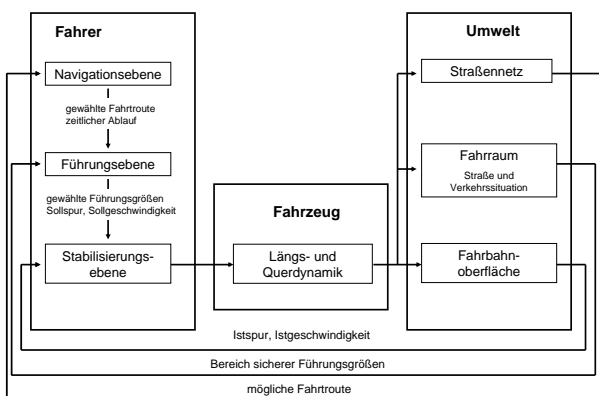 Fahrer
Navigationsebene
gewählte Fahrtroute
zeitlicher Ablauf
Führungsebene
gewählte Führungsgrößen
Sollspur, Sollgeschwindigkeit
Stabilisierungs-
ebene
Fahrzeug
Längs- und
Querdynamik
Umwelt
Straßennetz
Fahrraum
Straße und
Verkehrssituation
Fahrbahn-
oberfläche
Istspur, Istgeschwindigkeit
Bereich sicherer Führungsgrößen
mögliche Fahrtroute